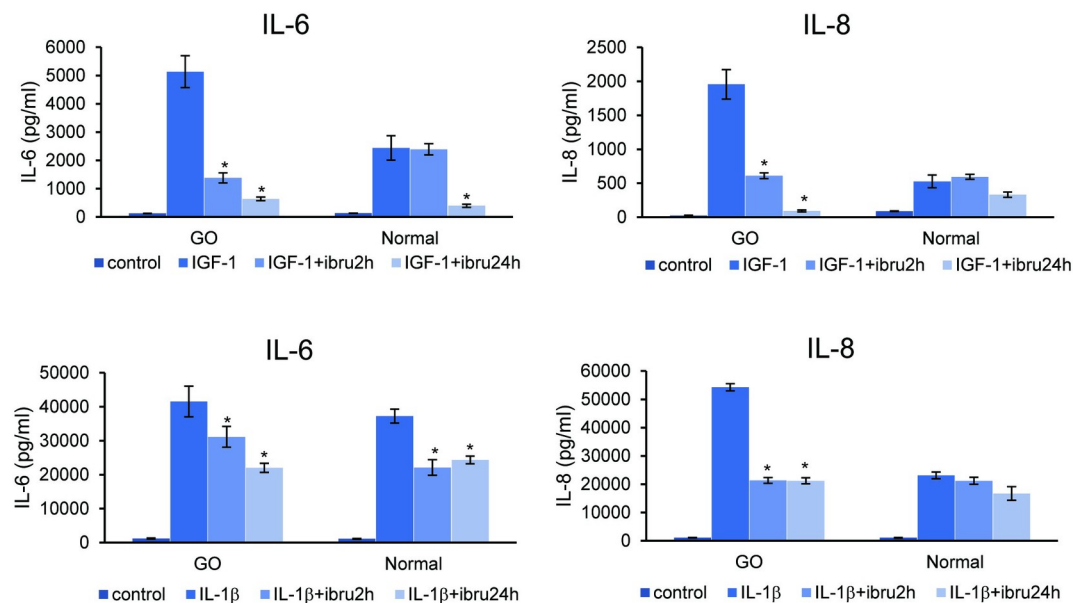 IL-6
6000
5000
4000
3000
2000
1000
0
IL-6 (pg/ml)
*
*
*
GO Normal
control IGF-1 IGF-1+ibru2h IGF-1+ibru24h
IL-8
2500
2000
1500
1000
500
0
IL-8 (pg/ml)
*
*
GO Normal
control IGF-1 IGF-1+ibru2h IGF-1+ibru24h
IL-6
50000
40000
30000
20000
10000
0
IL-6 (pg/ml)
*
*
*
*
GO Normal
control IL-1β IL-1β+ibru2h IL-1β+ibru24h
IL-8
60000
50000
40000
30000
20000
10000
0
IL-8 (pg/ml)
*
*
GO Normal
control IL-1β IL-1β+ibru2h IL-1β+ibru24h